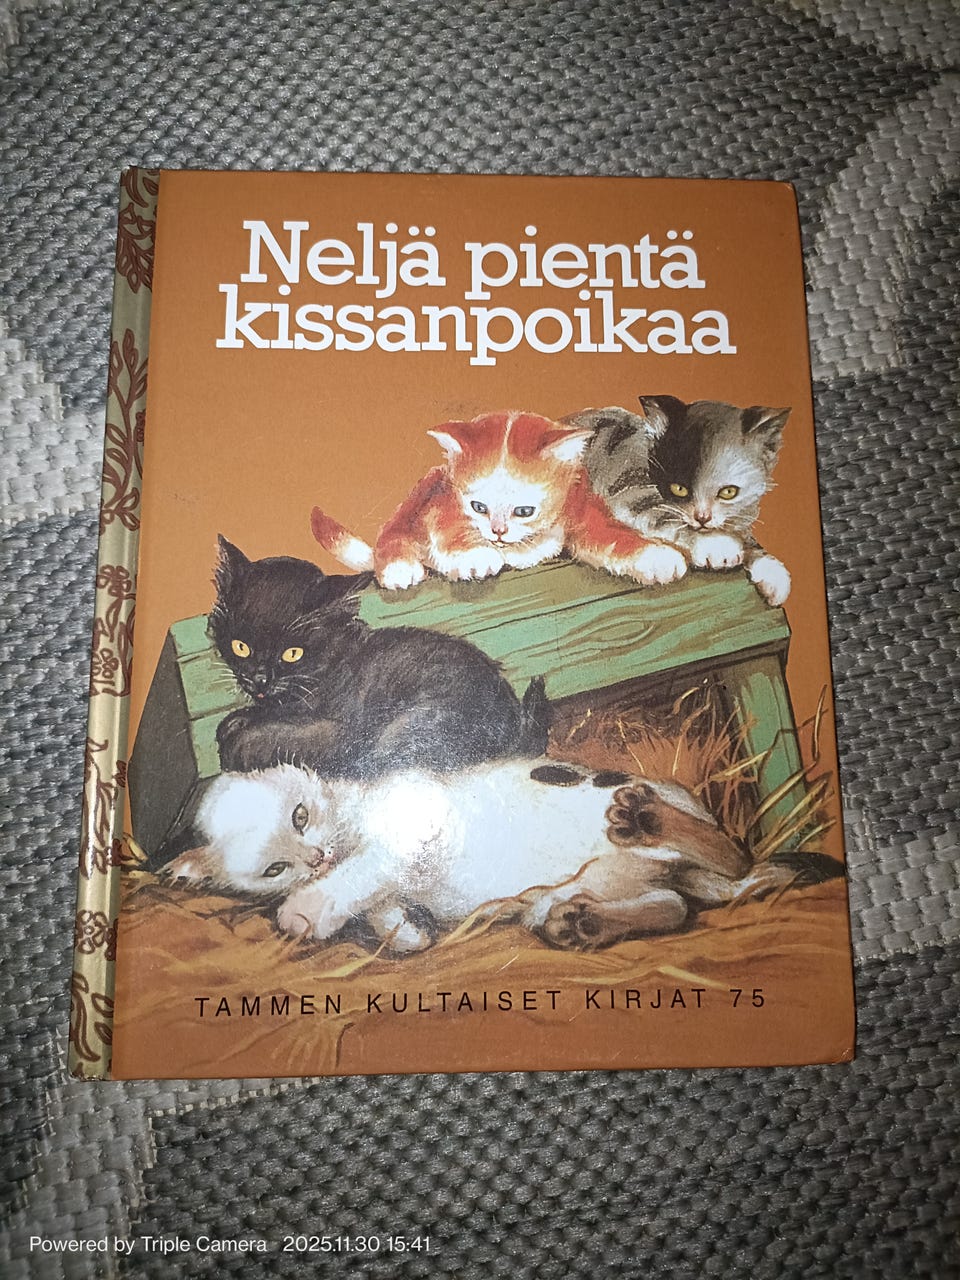 Neljä pientä
kissanpoikaa
TAMMEN KULTAISET KIRJAT 75
Powered by Triple Camera 2025.11.30 15:41